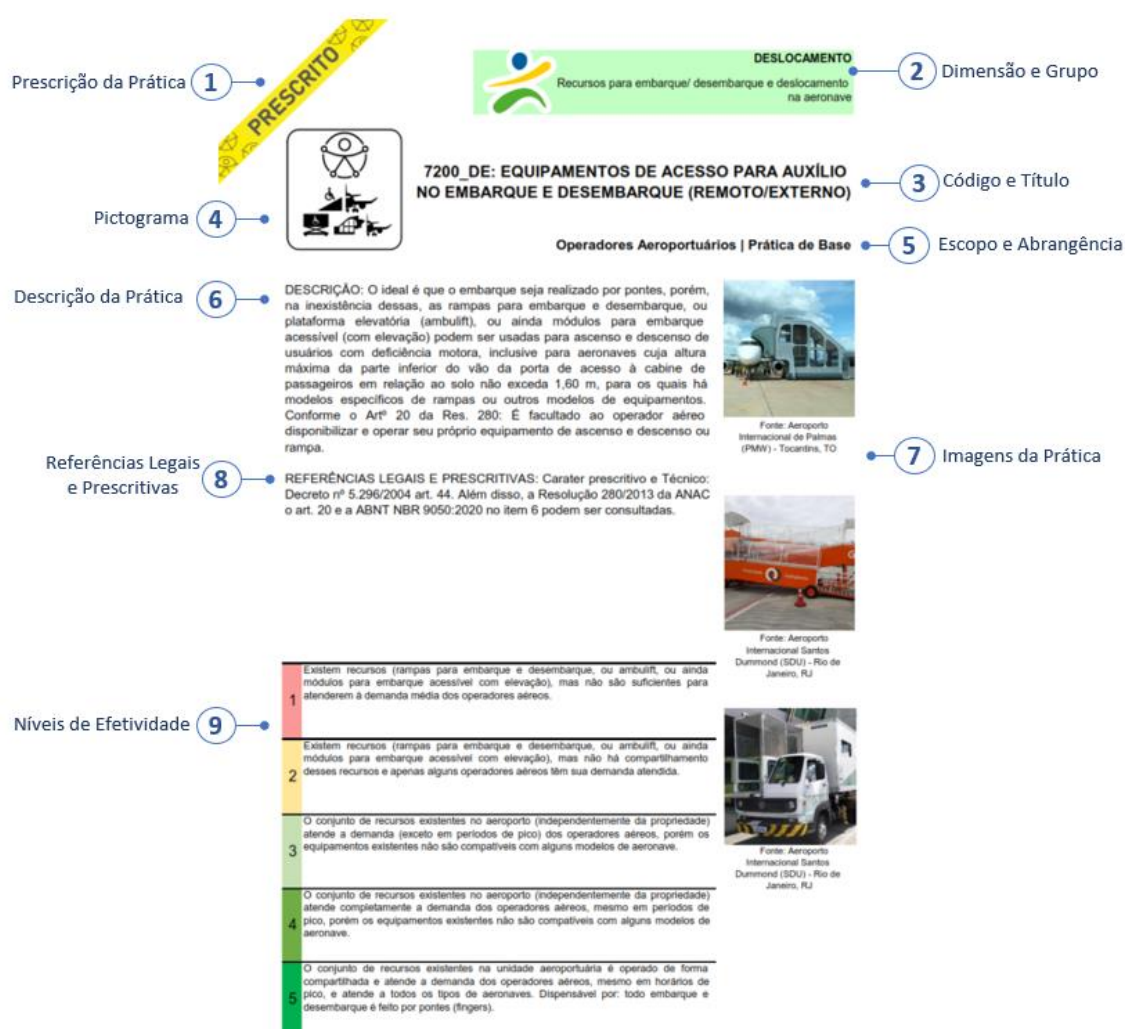 PRESCRITO
Prescrição da Prática 1
DESLOCAMENTO
Recursos para embarque/ desembarque e deslocamento
na aeronave
2 Dimensão e Grupo
7200_DE: EQUIPAMENTOS DE ACESSO PARA AUXÍLIO
NO EMBARQUE E DESEMBARQUE (REMOTO/EXTERNO)
3 Código e Título
Pictograma 4
Operadores Aeroportuários | Prática de Base
5 Escopo e Abrangência
Descrição da Prática 6
DESCRIÇÃO: O ideal é que o embarque seja realizado por pontes, porém,
na inexistência dessas, as rampas para embarque e desembarque, ou
plataforma elevatória (ambulift), ou ainda módulos para embarque
acessível (com elevação) podem ser usadas para ascenso e descenso de
usuários com deficiência motora, inclusive para aeronaves cuja altura
máxima da parte inferior do vão da porta de acesso à cabine de
passageiros em relação ao solo não exceda 1,60 m, para os quais há
modelos específicos de rampas ou outros modelos de equipamentos.
Conforme o Artº 20 da Res. 280: É facultado ao operador aéreo
disponibilizar e operar seu próprio equipamento de ascenso e descenso ou
rampa.
Fonte: Aeroporto
Internacional de Palmas
(PMW) - Tocantins, TO
7 Imagens da Prática
Referências Legais
e Prescritivas 8
REFERÊNCIAS LEGAIS E PRESCRITIVAS: Carater prescritivo e Técnico:
Decreto nº 5.296/2004 art. 44. Além disso, a Resolução 280/2013 da ANAC
o art. 20 e a ABNT NBR 9050:2020 no item 6 podem ser consultadas.
Fonte: Aeroporto
Internacional Santos
Dummond (SDU) - Rio de
Janeiro, RJ
Níveis de Efetividade 9
1
Existem recursos (rampas para embarque e desembarque, ou ambulift, ou ainda
módulos para embarque acessível com elevação), mas não são suficientes para
atenderem à demanda média dos operadores aéreos.
2
Existem recursos (rampas para embarque e desembarque, ou ambulift, ou ainda
módulos para embarque acessível com elevação), mas não há compartilhamento
desses recursos e apenas alguns operadores aéreos têm sua demanda atendida.
3
O conjunto de recursos existentes no aeroporto (independentemente da propriedade)
atende a demanda (exceto em períodos de pico) dos operadores aéreos, porém os
equipamentos existentes não são compatíveis com alguns modelos de aeronave.
4
O conjunto de recursos existentes no aeroporto (independentemente da propriedade)
atende completamente a demanda dos operadores aéreos, mesmo em períodos de
pico, porém os equipamentos existentes não são compatíveis com alguns modelos de
aeronave.
5
O conjunto de recursos existentes na unidade aeroportuária é operado de forma
compartilhada e atende a demanda dos operadores aéreos, mesmo em horários de
pico, e atende a todos os tipos de aeronaves. Dispensável por: todo embarque e
desembarque é feito por pontes (fingers).
Fonte: Aeroporto
Internacional Santos
Dummond (SDU) - Rio de
Janeiro, RJ